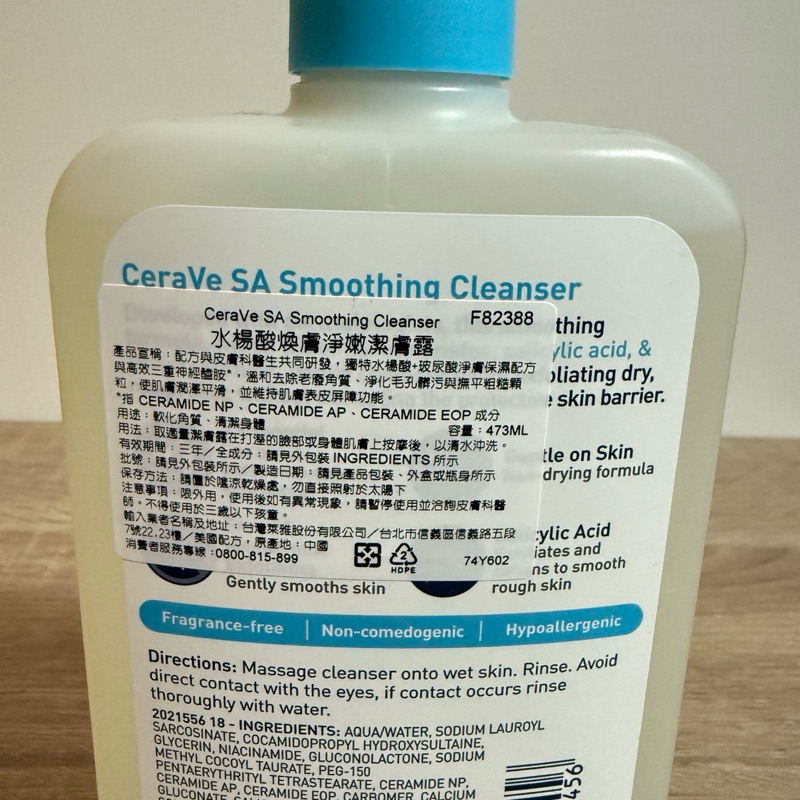 CeraVe SA Smoothing Cleanser
CeraVe SA Smoothing Cleanser F82388
水楊酸煥膚淨嫩潔膚露
產品宣稱：配方與皮膚科醫生共同研發，獨特水楊酸+玻尿酸淨膚保濕配方
與高效三重神經醯胺*，溫和去除老廢角質、淨化毛孔髒污與撫平粗糙顆
粒，使肌膚潤澤平滑，並維持肌膚表皮屏障功能。
*指 CERAMIDE NP、CERAMIDE AP、CERAMIDE EOP 成分
用途：軟化角質、清潔身體 容量：473ML
用法：取適量潔膚露在打溼的臉部或身體肌膚上按摩後，以清水沖洗。
有效期間：三年／全成分：請見外包裝 INGREDIENTS 所示
批號：請見外包裝所示／製造日期：請見產品包裝、外盒或瓶身所示
保存方法：請置於陰涼乾燥處，勿直接照射於太陽下
注意事項：限外用，使用後如有異常現象，請暫停使用並洽詢皮膚科醫
師。不得使用於三歲以下孩童。
輸入業者名稱及地址：台灣萊雅股份有限公司／台北市信義區信義路五段
7號22,23樓／美國配方，原產地：中國
消費者服務專線：0800-815-899
HDPE
74Y602
thing
ylic acid, &
oliating dry,
e skin barrier.
tle on Skin
drying formula
ylic Acid
iates and
ns to smooth
rough skin
Gently smooths skin
Fragrance-free | Non-comedogenic | Hypoallergenic
Directions: Massage cleanser onto wet skin. Rinse. Avoid
direct contact with the eyes, if contact occurs rinse
thoroughly with water.
2021556 18 - INGREDIENTS: AQUA/WATER, SODIUM LAUROYL
SARCOSINATE, COCAMIDOPROPYL HYDROXYSULTAINE,
GLYCERIN, NIACINAMIDE, GLUCONOLACTONE, SODIUM
METHYL COCOYL TAURATE, PEG-150
PENTAERYTHRITYL TETRASTEARATE, CERAMIDE NP,
CERAMIDE AP, CERAMIDE EOP, CARBOMER, CALCIUM
456